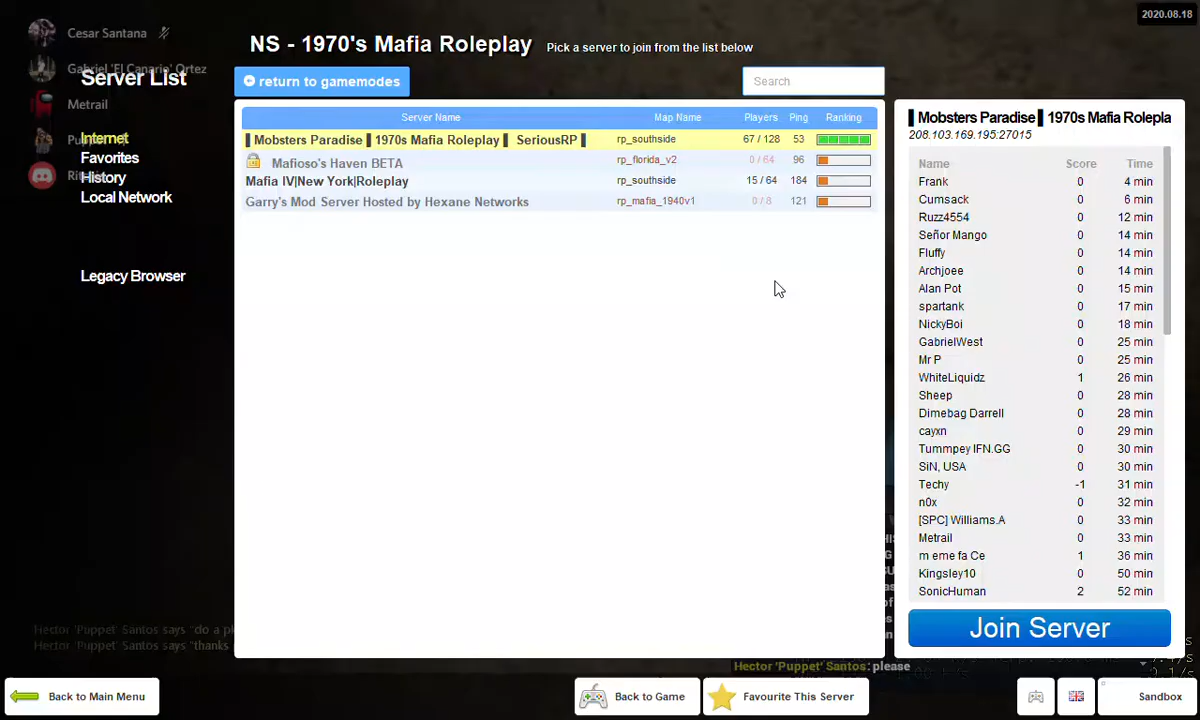 2020.08.18
Cesar Santana
Gabriel 'El Canario' Ortez
Metrail
Server List
Internet
Favorites
History
Local Network
Legacy Browser
NS - 1970's Mafia Roleplay Pick a server to join from the list below
return to gamemodes
Search
Server Name Map Name Players Ping Ranking
▌Mobsters Paradise▐ 1970s Mafia Roleplay▐ SeriousRP▐ rp_southside 67 / 128 53
Mafioso's Haven BETA rp_florida_v2 0 / 64 96
Mafia IV|New York|Roleplay rp_southside 15 / 64 184
Garry's Mod Server Hosted by Hexane Networks rp_mafia_1940v1 0 / 8 121
▌Mobsters Paradise▐ 1970s Mafia Rolepla
208.103.169.195:27015
Name Score Time
Frank 0 4 min
Cumsack 0 6 min
Ruzz4554 0 12 min
Señor Mango 0 14 min
Fluffy 0 14 min
Archjoee 0 14 min
Alan Pot 0 15 min
spartank 0 17 min
NickyBoi 0 18 min
GabrielWest 0 25 min
Mr P 0 25 min
WhiteLiquidz 1 26 min
Sheep 0 28 min
Dimebag Darrell 0 28 min
cayxn 0 29 min
Tummpey IFN.GG 0 30 min
SiN, USA 0 30 min
Techy -1 31 min
n0x 0 32 min
[SPC] Williams.A 0 33 min
Metrail 0 33 min
m eme fa Ce 1 36 min
Kingsley10 0 50 min
SonicHuman 2 52 min
Join Server
Hector 'Puppet' Santos says "do a
Hector 'Puppet' Santos says "thanks
Hector 'Puppet' Santos: please
Back to Main Menu
Back to Game
Favourite This Server
Sandbox